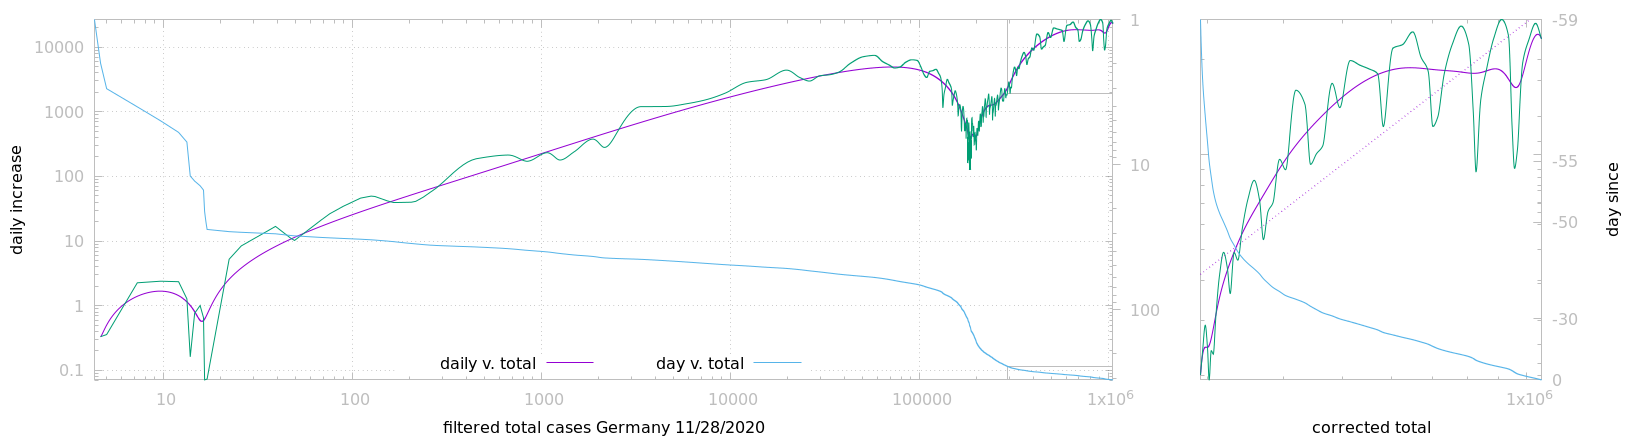 10000
1000
100
10
1
0.1
daily increase
10
100
1000
10000
100000
1x10^6
filtered total cases Germany 11/28/2020
daily v. total
day v. total
1
10
100
-59
-55
-50
-30
0
day since
1x10^6
corrected total